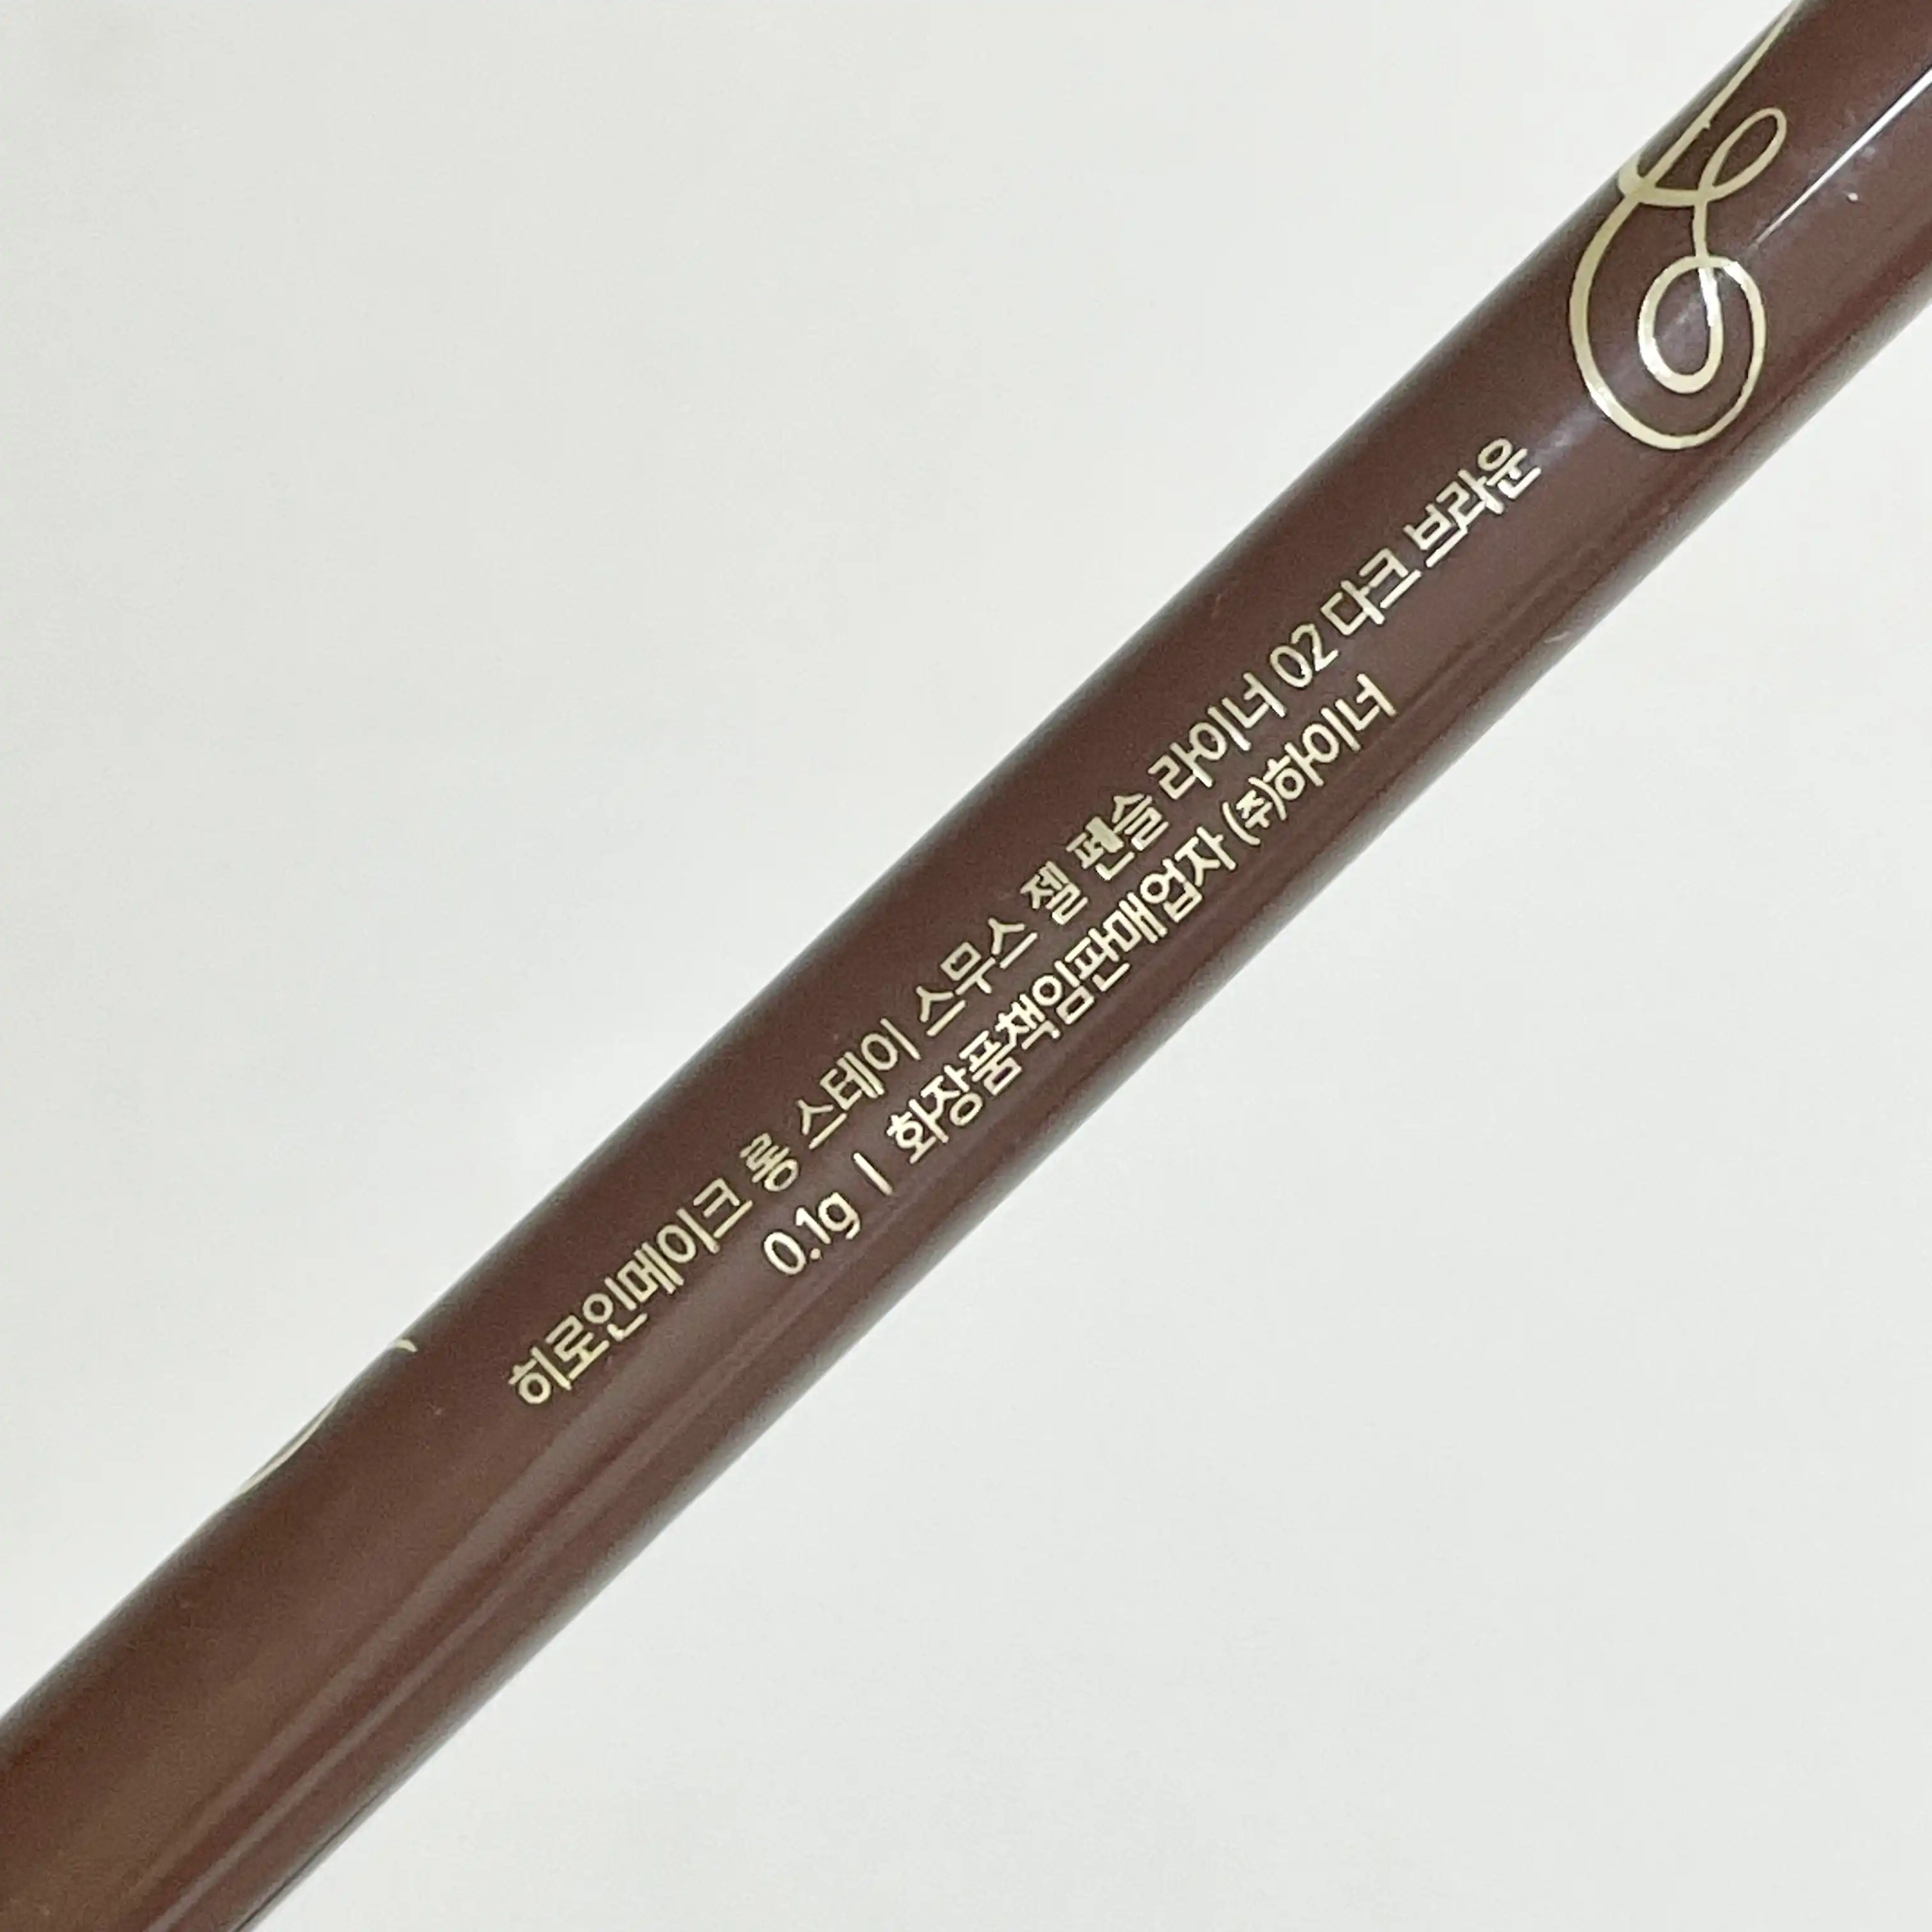 히로인메이크 롱 스테이 스무스 젤 펜슬 라이너 02 다크 브라운
0.1g | 화장품책임판매업자 (주)하이너